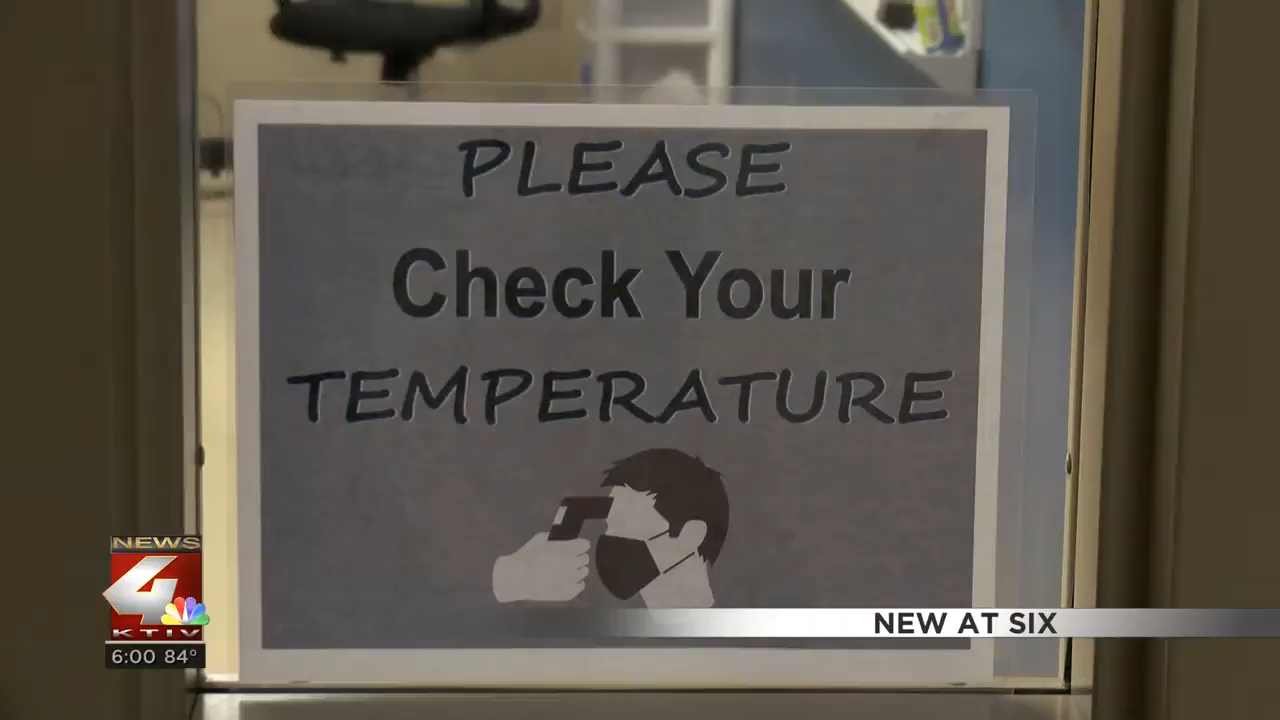 PLEASE
Check Your
TEMPERATURE
NEWS
4
KTIV
6:00 84°
NEW AT SIX